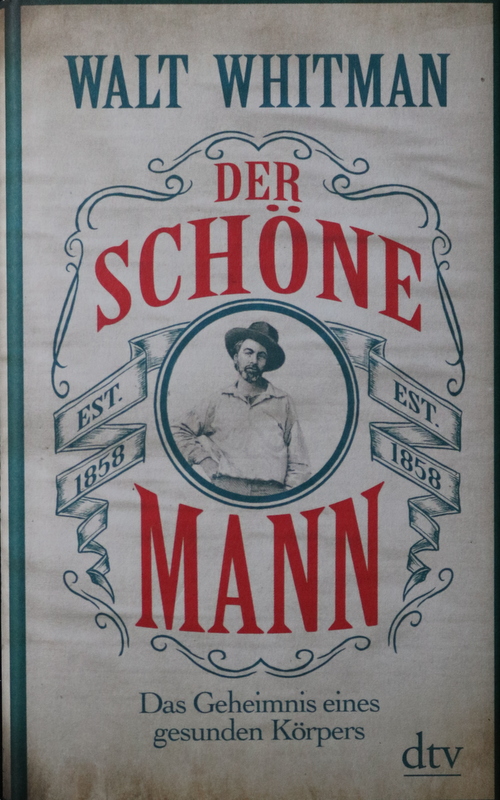 WALT WHITMAN
DER
SCHÖNE
EST.
1858
EST.
1858
MANN
Das Geheimnis eines
gesunden Körpers
dtv